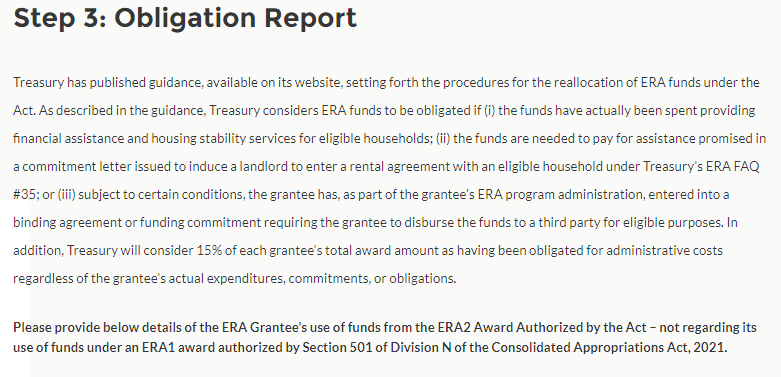 Step 3: Obligation Report
Treasury has published guidance, available on its website, setting forth the procedures for the reallocation of ERA funds under the
Act. As described in the guidance, Treasury considers ERA funds to be obligated if (i) the funds have actually been spent providing
financial assistance and housing stability services for eligible households; (ii) the funds are needed to pay for assistance promised in
a commitment letter issued to induce a landlord to enter a rental agreement with an eligible household under Treasury's ERA FAQ
#35; or (iii) subject to certain conditions, the grantee has, as part of the grantee's ERA program administration, entered into a
binding agreement or funding commitment requiring the grantee to disburse the funds to a third party for eligible purposes. In
addition, Treasury will consider 15% of each grantee's total award amount as having been obligated for administrative costs
regardless of the grantee's actual expenditures, commitments, or obligations.
Please provide below details of the ERA Grantee's use of funds from the ERA2 Award Authorized by the Act – not regarding its
use of funds under an ERA1 award authorized by Section 501 of Division N of the Consolidated Appropriations Act, 2021.